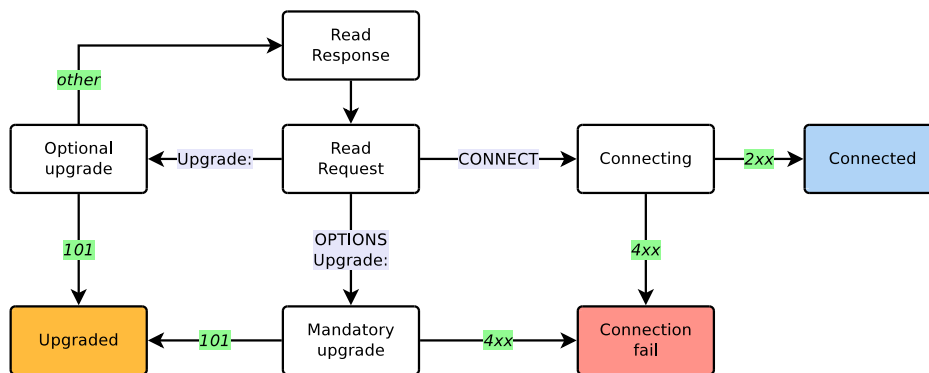 Read
Response
other
Optional
upgrade
Upgrade:
Read
Request
CONNECT
Connecting
2xx
Connected
101
OPTIONS
Upgrade:
4xx
Upgraded
101
Mandatory
upgrade
4xx
Connection
fail